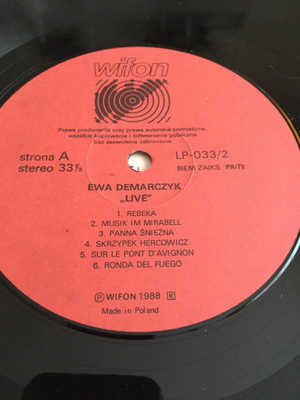 wifon
Prawa producenta oraz prawa autorskie zastrzeżone,
wszelkie kopiowanie i odtwarzanie publiczne
bez zezwolenia zabronione
strona A
LP-033/2
stereo 33⅓
BIEM.ZAIKS PRiTV
EWA DEMARCZYK
„LIVE”
1. REBEKA
2. MUSIK IM MIRABELL
3. PANNA ŚNIEŻNA
4. SKRZYPEK HERCOWICZ
5. SUR LE PONT D'AVIGNON
6. RONDA DEL FUEGO
Ⓟ WIFON 1988 K
Made in Poland